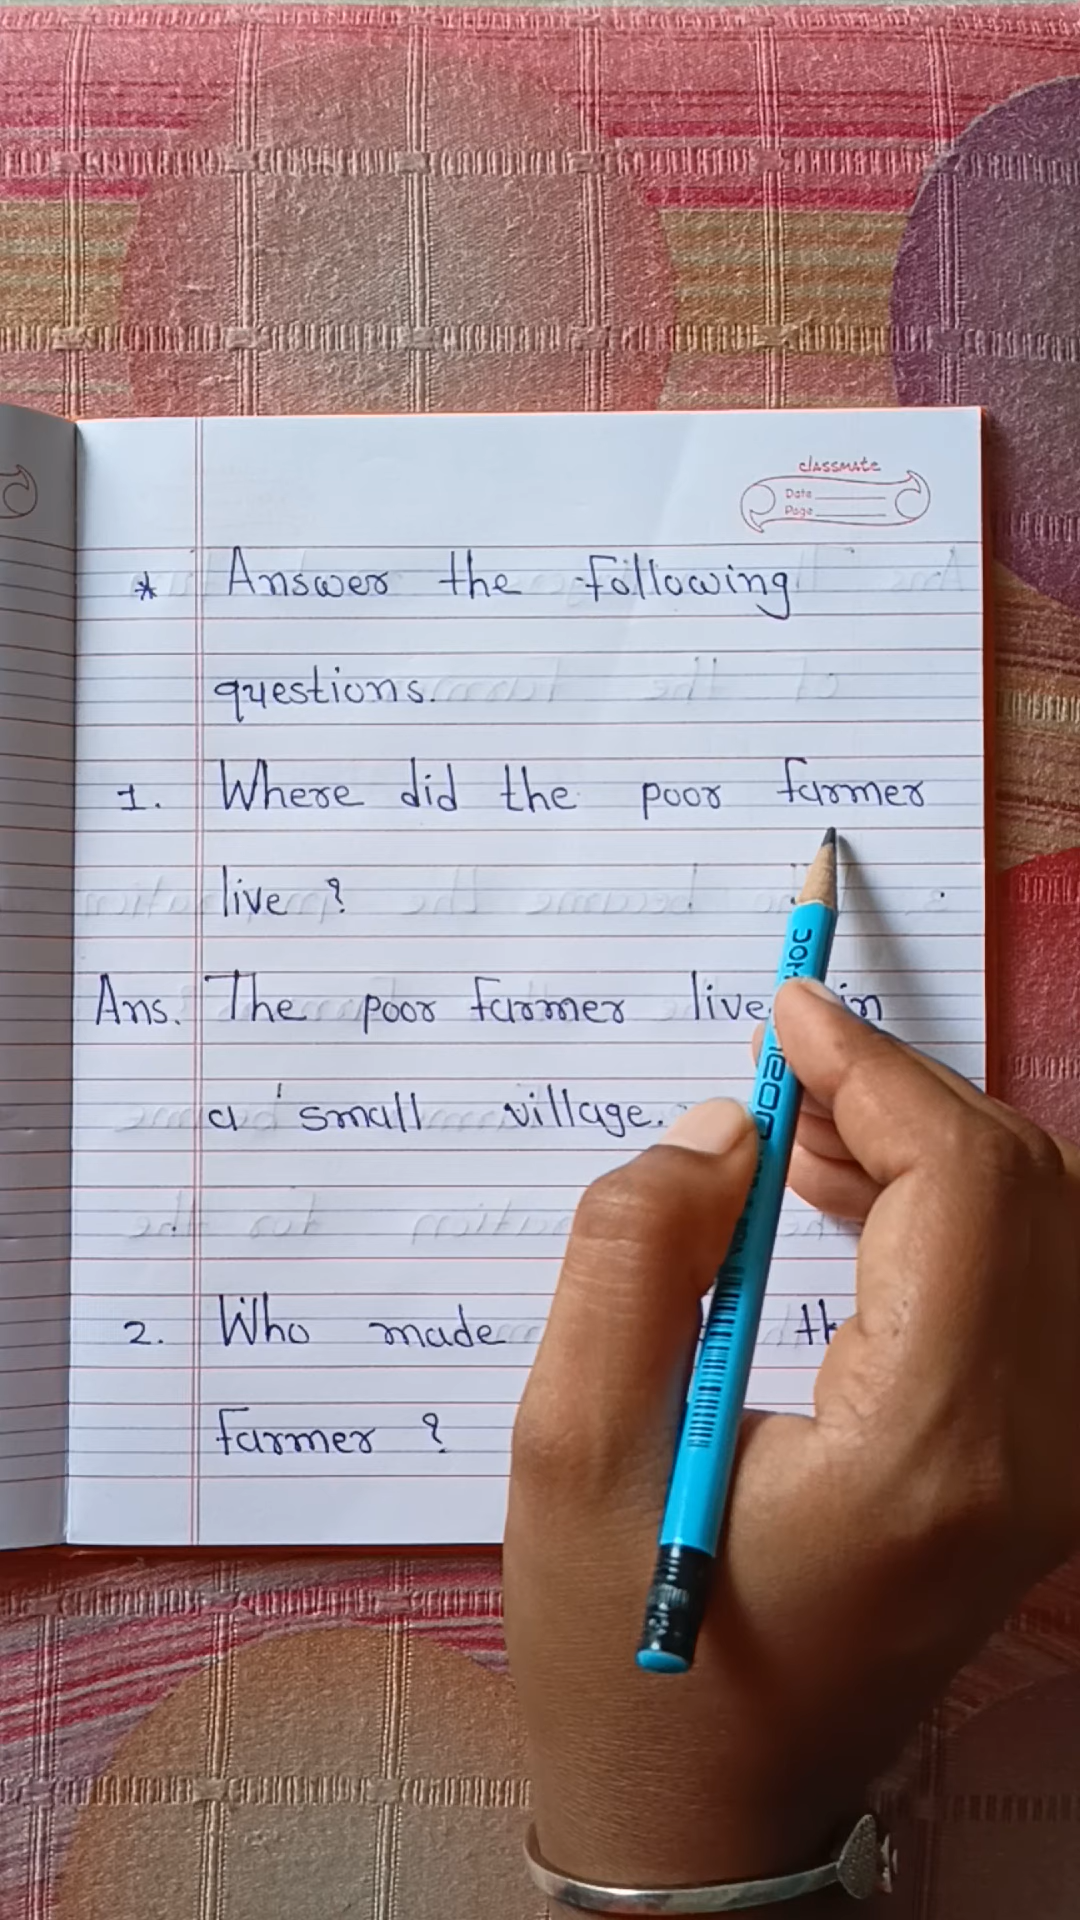 classmate
Date
Page
* Answer the following
questions.
1. Where did the poor farmer
live ?
Ans. The poor farmer live in
a small village.
2. Who made
farmer ?